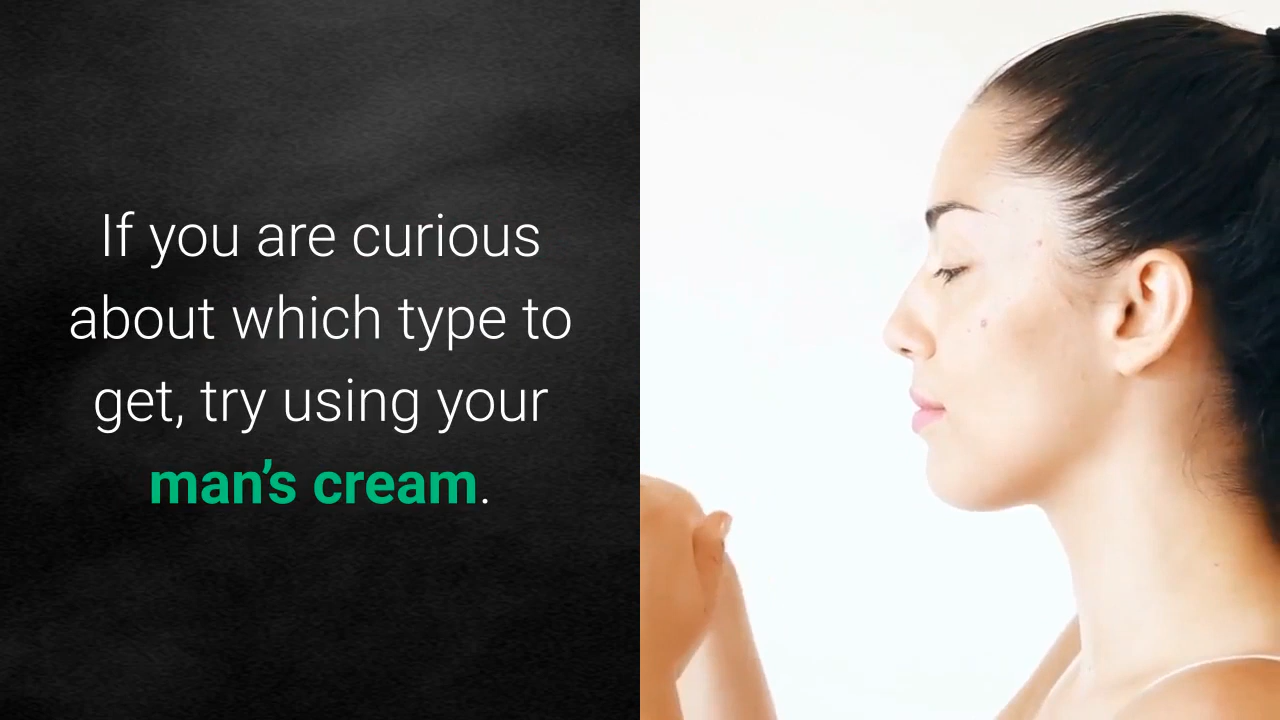 If you are curious
about which type to
get, try using your
man’s cream.